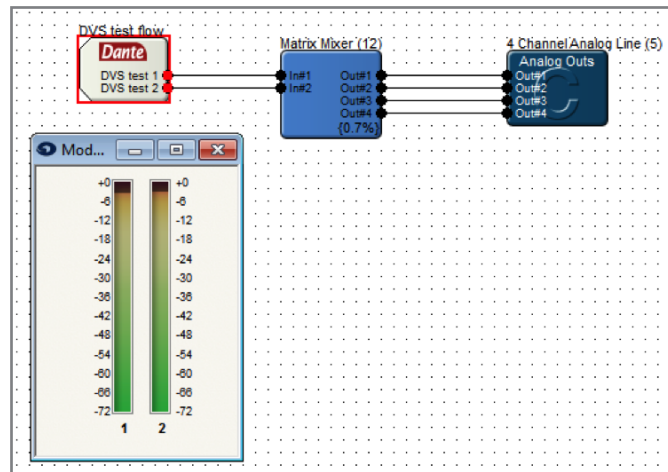 DVS test flow
Dante
DVS test 1
DVS test 2
Matrix Mixer (12)
In#1 Out#1
In#2 Out#2
Out#3
Out#4
{0.7%}
4 Channel Analog Line (5)
Analog Outs
Out#1
Out#2
Out#3
Out#4
Mod...
+0 +0
-6 -6
-12 -12
-18 -18
-24 -24
-30 -30
-36 -36
-42 -42
-48 -48
-54 -54
-60 -60
-66 -66
-72 -72
1 2